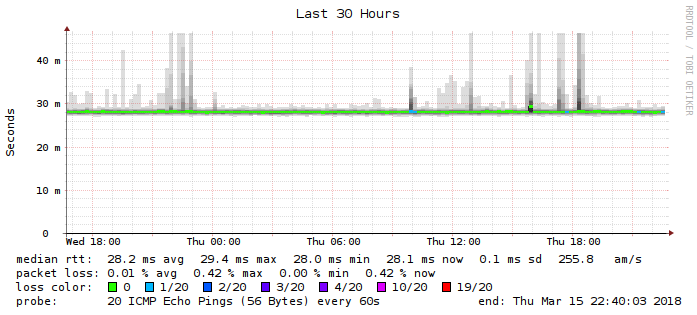 Last 30 Hours
RRDTOOL / TOBI OETIKER
Seconds
40 m
30 m
20 m
10 m
0
Wed 18:00 Thu 00:00 Thu 06:00 Thu 12:00 Thu 18:00
median rtt: 28.2 ms avg 29.4 ms max 28.0 ms min 28.1 ms now 0.1 ms sd 255.8 am/s
packet loss: 0.01 % avg 0.42 % max 0.00 % min 0.42 % now
loss color: 0 1/20 2/20 3/20 4/20 10/20 19/20
probe: 20 ICMP Echo Pings (56 Bytes) every 60s end: Thu Mar 15 22:40:03 2018